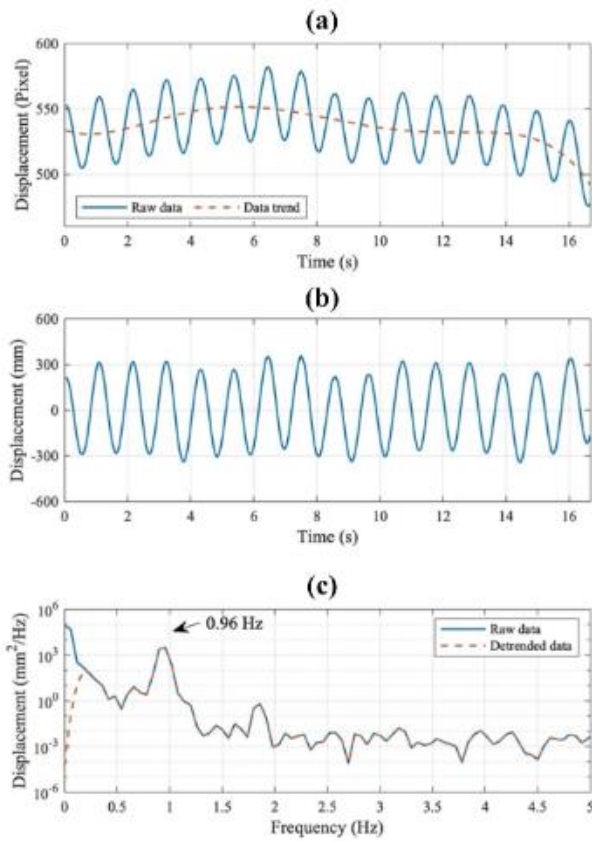 (a)
600
550
500
Displacement (Pixel)
Raw data
Data trend
0 2 4 6 8 10 12 14 16
Time (s)
(b)
600
300
0
-300
-600
Displacement (mm)
0 2 4 6 8 10 12 14 16
Time (s)
(c)
10^6
10^3
10^0
10^-3
10^-6
Displacement (mm^2/Hz)
0.96 Hz
Raw data
Detrended data
0 0.5 1 1.5 2 2.5 3 3.5 4 4.5 5
Frequency (Hz)